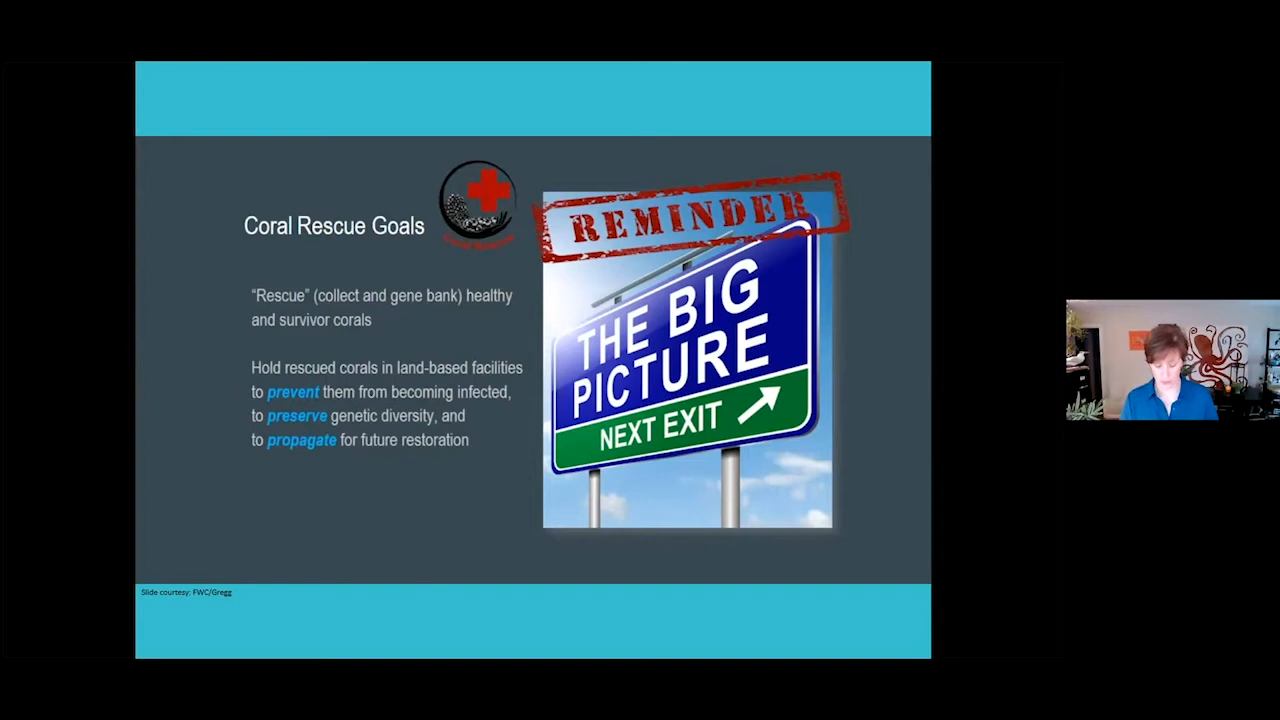 Coral Rescue Goals
"Rescue" (collect and gene bank) healthy
and survivor corals
Hold rescued corals in land-based facilities
to prevent them from becoming infected,
to preserve genetic diversity, and
to propagate for future restoration
REMINDER
THE BIG
PICTURE
NEXT EXIT
Slide courtesy: FWC/Gregg